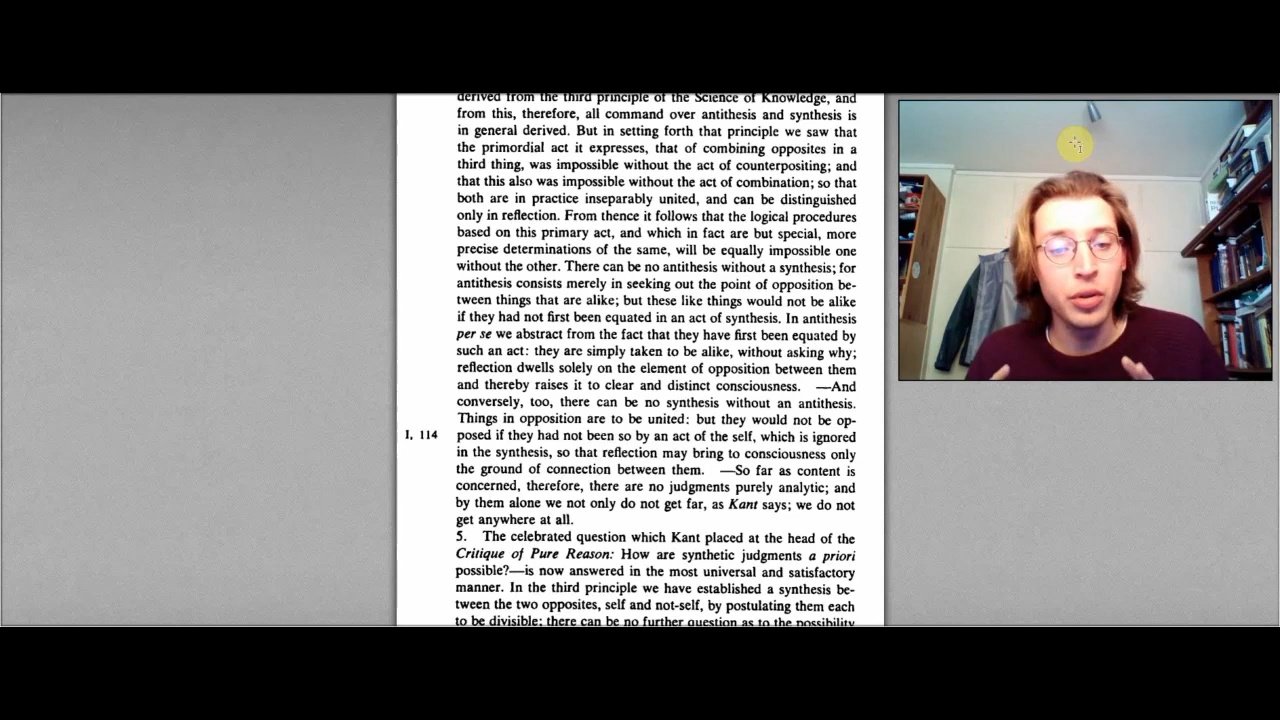 derived from the third principle of the Science of Knowledge, and
from this, therefore, all command over antithesis and synthesis is
in general derived. But in setting forth that principle we saw that
the primordial act it expresses, that of combining opposites in a
third thing, was impossible without the act of counterpositing; and
that this also was impossible without the act of combination; so that
both are in practice inseparably united, and can be distinguished
only in reflection. From thence it follows that the logical procedures
based on this primary act, and which in fact are but special, more
precise determinations of the same, will be equally impossible one
without the other. There can be no antithesis without a synthesis; for
antithesis consists merely in seeking out the point of opposition be-
tween things that are alike; but these like things would not be alike
if they had not first been equated in an act of synthesis. In antithesis
per se we abstract from the fact that they have first been equated by
such an act: they are simply taken to be alike, without asking why;
reflection dwells solely on the element of opposition between them
and thereby raises it to clear and distinct consciousness. —And
conversely, too, there can be no synthesis without an antithesis.
Things in opposition are to be united: but they would not be op-
I, 114 posed if they had not been so by an act of the self, which is ignored
in the synthesis, so that reflection may bring to consciousness only
the ground of connection between them. —So far as content is
concerned, therefore, there are no judgments purely analytic; and
by them alone we not only do not get far, as Kant says; we do not
get anywhere at all.
5. The celebrated question which Kant placed at the head of the
Critique of Pure Reason: How are synthetic judgments a priori
possible?—is now answered in the most universal and satisfactory
manner. In the third principle we have established a synthesis be-
tween the two opposites, self and not-self, by postulating them each
to be divisible; there can be no further question as to the possibility